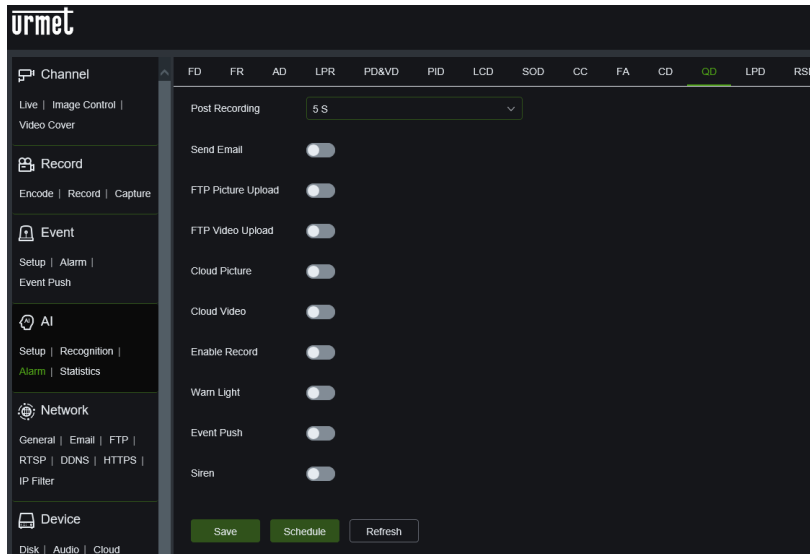 urmet
Channel
Live | Image Control |
Video Cover
Record
Encode | Record | Capture
Event
Setup | Alarm |
Event Push
AI
Setup | Recognition |
Alarm | Statistics
Network
General | Email | FTP |
RTSP | DDNS | HTTPS |
IP Filter
Device
Disk | Audio | Cloud
FD FR AD LPR PD&VD PID LCD SOD CC FA CD QD LPD
Post Recording 5 S
Send Email
FTP Picture Upload
FTP Video Upload
Cloud Picture
Cloud Video
Enable Record
Warn Light
Event Push
Siren
Save Schedule Refresh